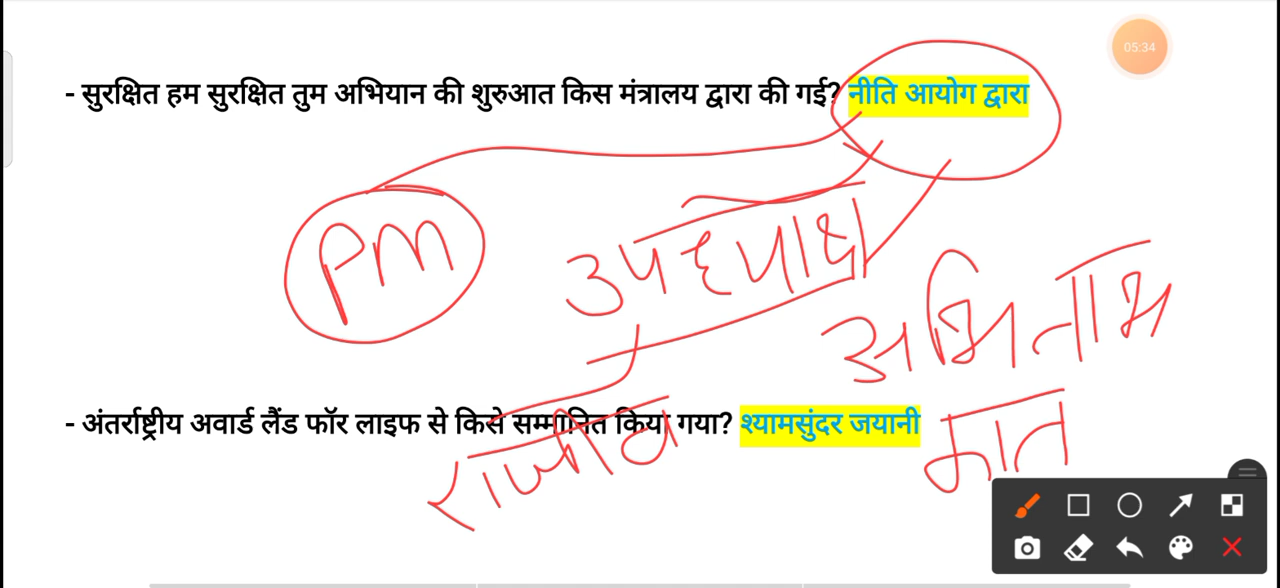 05:34
- सुरक्षित हम सुरक्षित तुम अभियान की शुरुआत किस मंत्रालय द्वारा की गई? नीति आयोग द्वारा
PM
अमिताभ
- अंतर्राष्ट्रीय अवार्ड लैंड फॉर लाइफ से किसे सम्मानित किया गया? श्यामसुंदर जयानी
राजीव